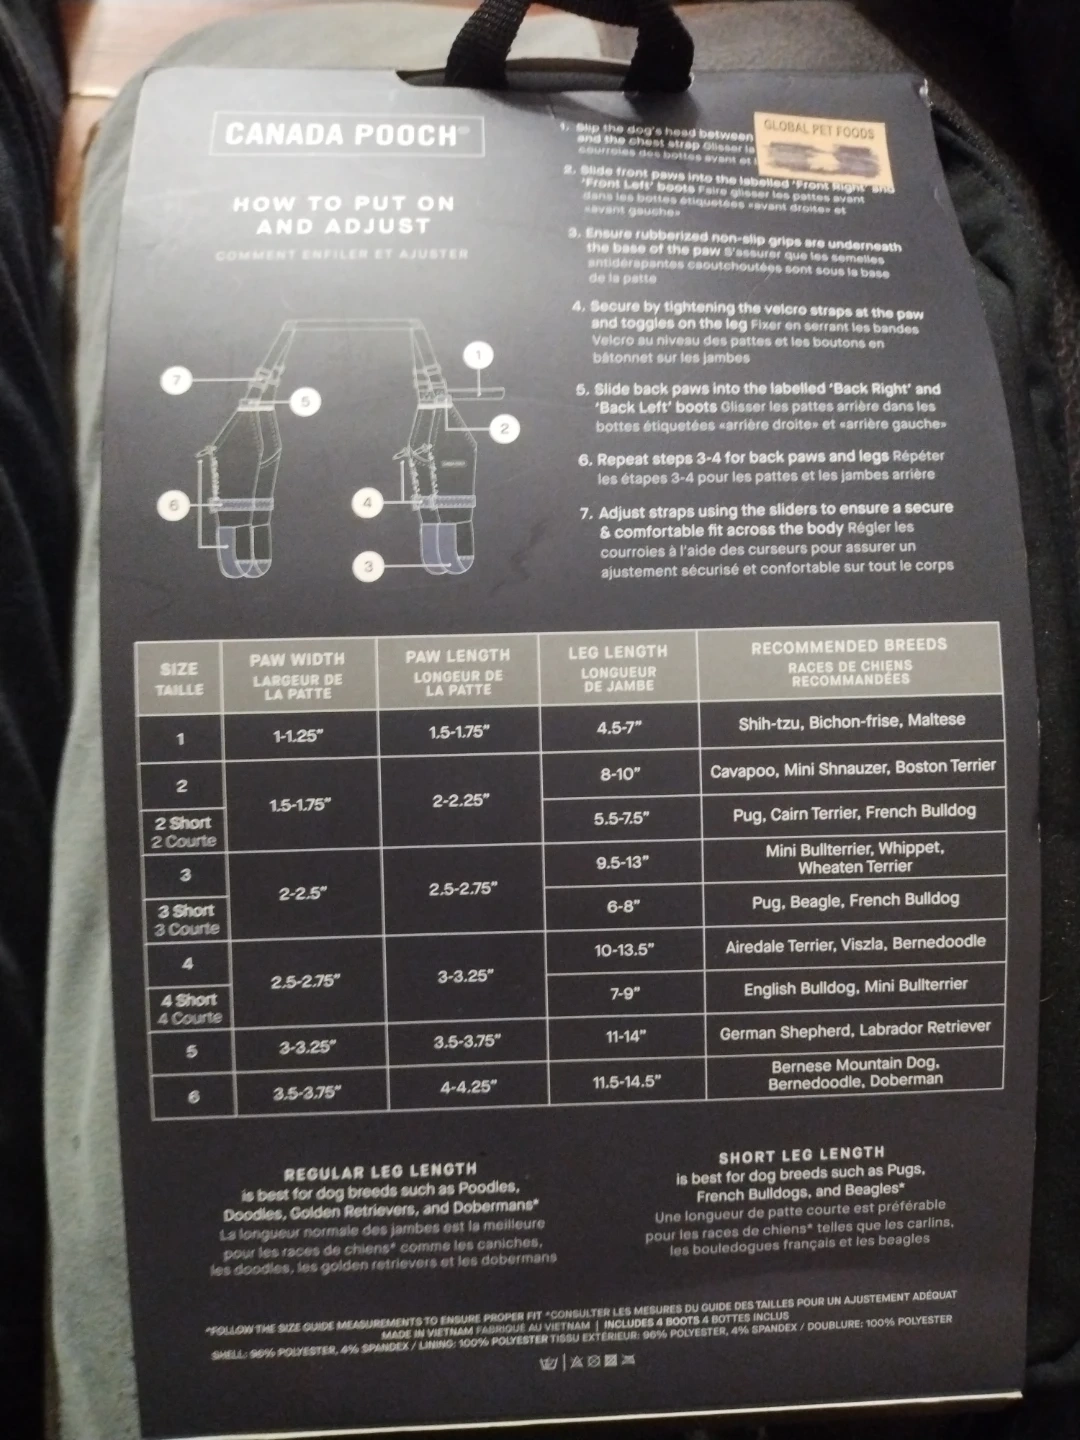 CANADA POOCH®
HOW TO PUT ON
AND ADJUST
COMMENT ENFILER ET AJUSTER
7
5
1
2
6
4
3
GLOBAL PET FOODS
1. Slip the dog's head between
and the chest strap Glisser la
courroies des bottes avant et
2. Slide front paws into the labelled 'Front Right' and
'Front Left' boots Faire glisser les pattes avant
dans les bottes étiquetées «avant droite» et
«avant gauche»
3. Ensure rubberized non-slip grips are underneath
the base of the paw S'assurer que les semelles
antidérapantes caoutchoutées sont sous la base
de la patte
4. Secure by tightening the velcro straps at the paw
and toggles on the leg Fixer en serrant les bandes
Velcro au niveau des pattes et les boutons en
bâtonnet sur les jambes
5. Slide back paws into the labelled 'Back Right' and
'Back Left' boots Glisser les pattes arrière dans les
bottes étiquetées «arrière droite» et «arrière gauche»
6. Repeat steps 3-4 for back paws and legs Répéter
les étapes 3-4 pour les pattes et les jambes arrière
7. Adjust straps using the sliders to ensure a secure
& comfortable fit across the body Régler les
courroies à l'aide des curseurs pour assurer un
ajustement sécurisé et confortable sur tout le corps
SIZE
TAILLE
PAW WIDTH
LARGEUR DE
LA PATTE
PAW LENGTH
LONGEUR DE
LA PATTE
LEG LENGTH
LONGUEUR
DE JAMBE
RECOMMENDED BREEDS
RACES DE CHIENS
RECOMMANDÉES
1
1-1.25"
1.5-1.75"
4.5-7"
Shih-tzu, Bichon-frise, Maltese
2
1.5-1.75"
2-2.25"
8-10"
Cavapoo, Mini Shnauzer, Boston Terrier
2 Short
2 Courte
5.5-7.5"
Pug, Cairn Terrier, French Bulldog
3
2-2.5"
2.5-2.75"
9.5-13"
Mini Bullterrier, Whippet,
Wheaten Terrier
3 Short
3 Courte
6-8"
Pug, Beagle, French Bulldog
4
2.5-2.75"
3-3.25"
10-13.5"
Airedale Terrier, Viszla, Bernedoodle
4 Short
4 Courte
7-9"
English Bulldog, Mini Bullterrier
5
3-3.25"
3.5-3.75"
11-14"
German Shepherd, Labrador Retriever
6
3.5-3.75"
4-4.25"
11.5-14.5"
Bernese Mountain Dog,
Bernedoodle, Doberman
REGULAR LEG LENGTH
is best for dog breeds such as Poodles,
Doodles, Golden Retrievers, and Dobermans*
La longueur normale des jambes est la meilleure
pour les races de chiens* comme les caniches,
les doodles, les golden retrievers et les dobermans
SHORT LEG LENGTH
is best for dog breeds such as Pugs,
French Bulldogs, and Beagles*
Une longueur de patte courte est préférable
pour les races de chiens* telles que les carlins,
les bouledogues français et les beagles
*FOLLOW THE SIZE GUIDE MEASUREMENTS TO ENSURE PROPER FIT *CONSULTER LES MESURES DU GUIDE DES TAILLES POUR UN AJUSTEMENT ADÉQUAT
MADE IN VIETNAM FABRIQUÉ AU VIETNAM | INCLUDES 4 BOOTS 4 BOTTES INCLUS
SHELL: 96% POLYESTER, 4% SPANDEX / LINING: 100% POLYESTER TISSU EXTÉRIEUR: 96% POLYESTER, 4% SPANDEX / DOUBLURE: 100% POLYESTER